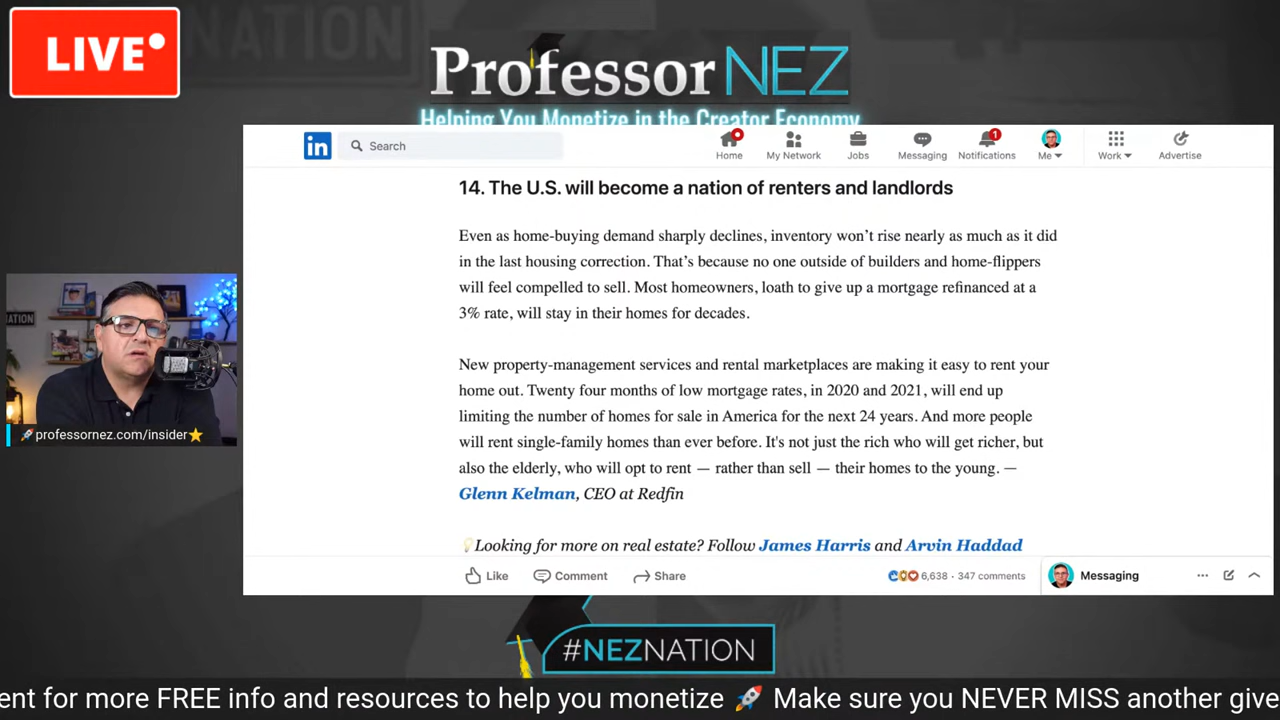 LIVE
NATION
Professor NEZ
Helping You Monetize in the Creator Economy
in
Search
Home
My Network
Jobs
Messaging
1
Notifications
Me
Work
Advertise
14. The U.S. will become a nation of renters and landlords
Even as home-buying demand sharply declines, inventory won’t rise nearly as much as it did
in the last housing correction. That’s because no one outside of builders and home-flippers
will feel compelled to sell. Most homeowners, loath to give up a mortgage refinanced at a
3% rate, will stay in their homes for decades.
New property-management services and rental marketplaces are making it easy to rent your
home out. Twenty four months of low mortgage rates, in 2020 and 2021, will end up
limiting the number of homes for sale in America for the next 24 years. And more people
will rent single-family homes than ever before. It's not just the rich who will get richer, but
also the elderly, who will opt to rent — rather than sell — their homes to the young. —
Glenn Kelman, CEO at Redfin
💡Looking for more on real estate? Follow James Harris and Arvin Haddad
Like
Comment
Share
6,638 · 347 comments
Messaging
NATION
🚀professornez.com/insider⭐
#NEZNATION
ent for more FREE info and resources to help you monetize 🚀 Make sure you NEVER MISS another give